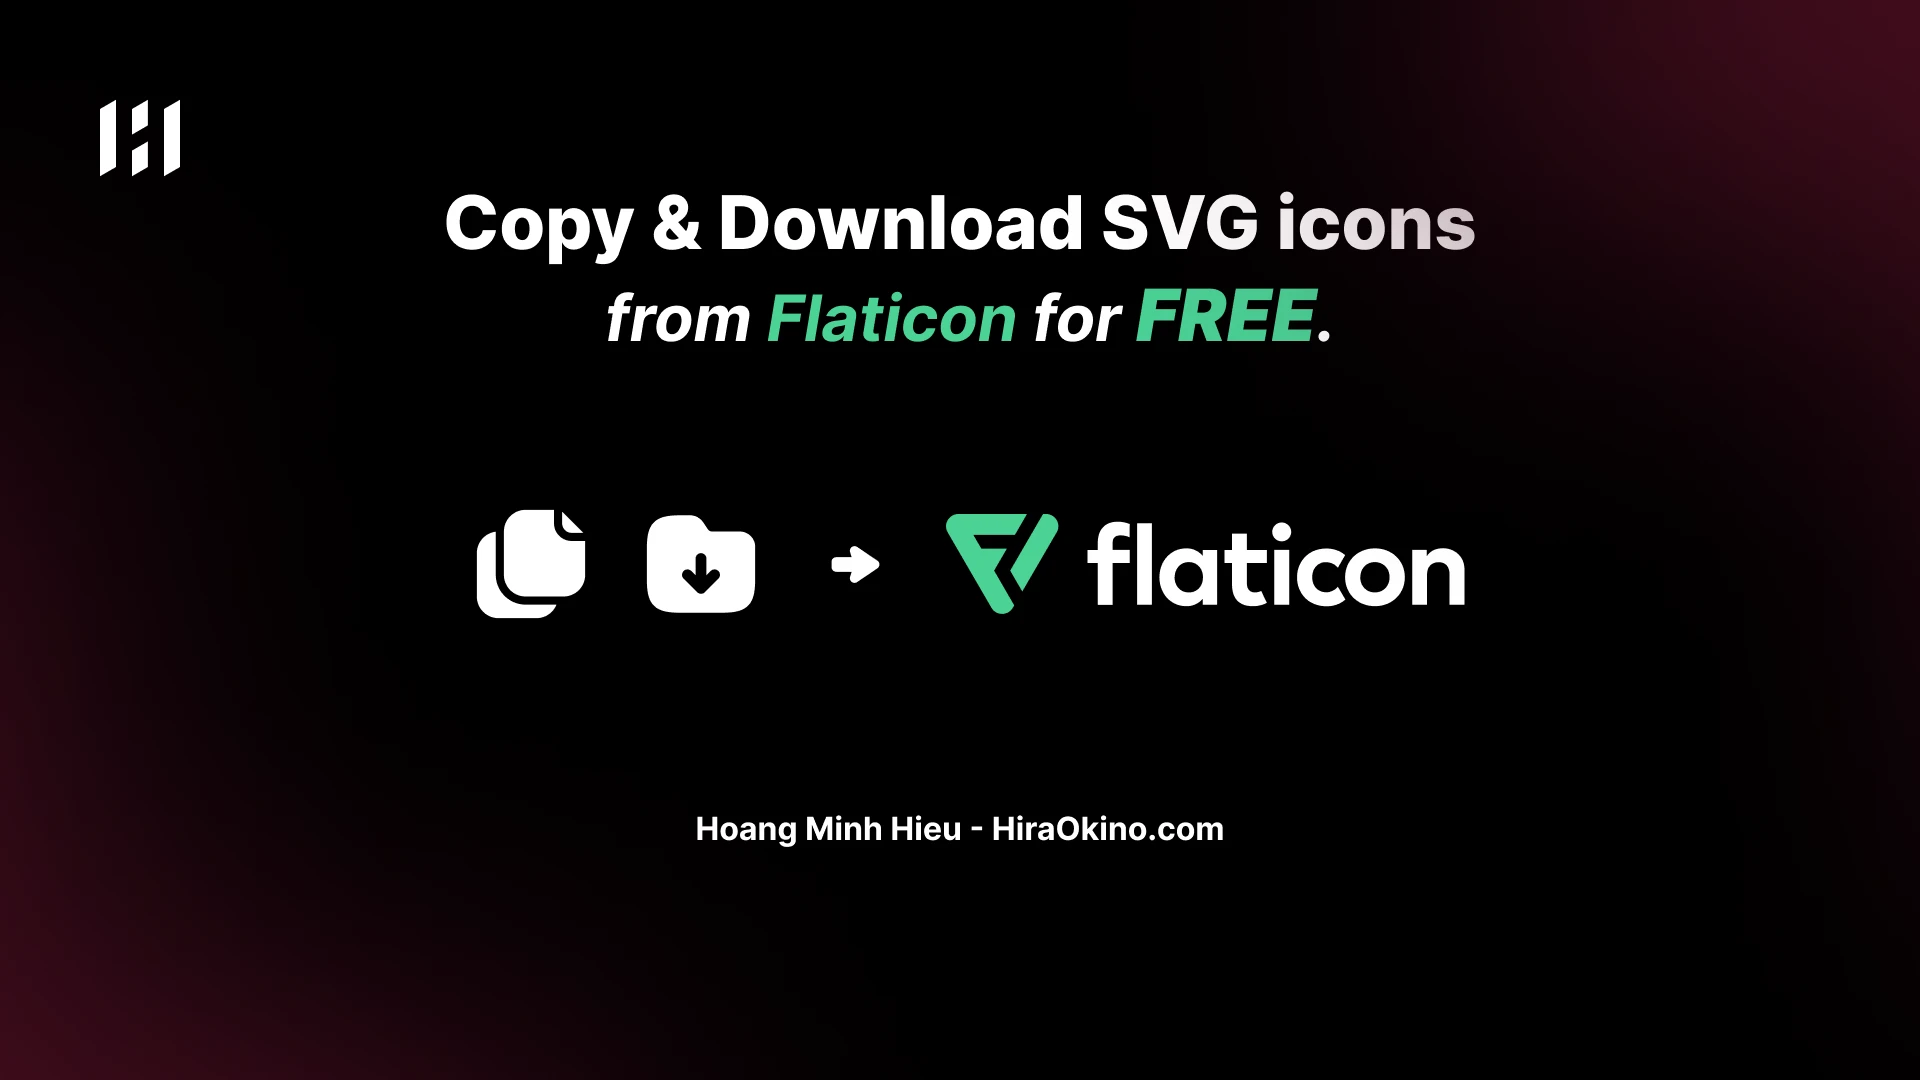 Copy & Download SVG icons
from Flaticon for FREE.
flaticon
Hoang Minh Hieu - HiraOkino.com